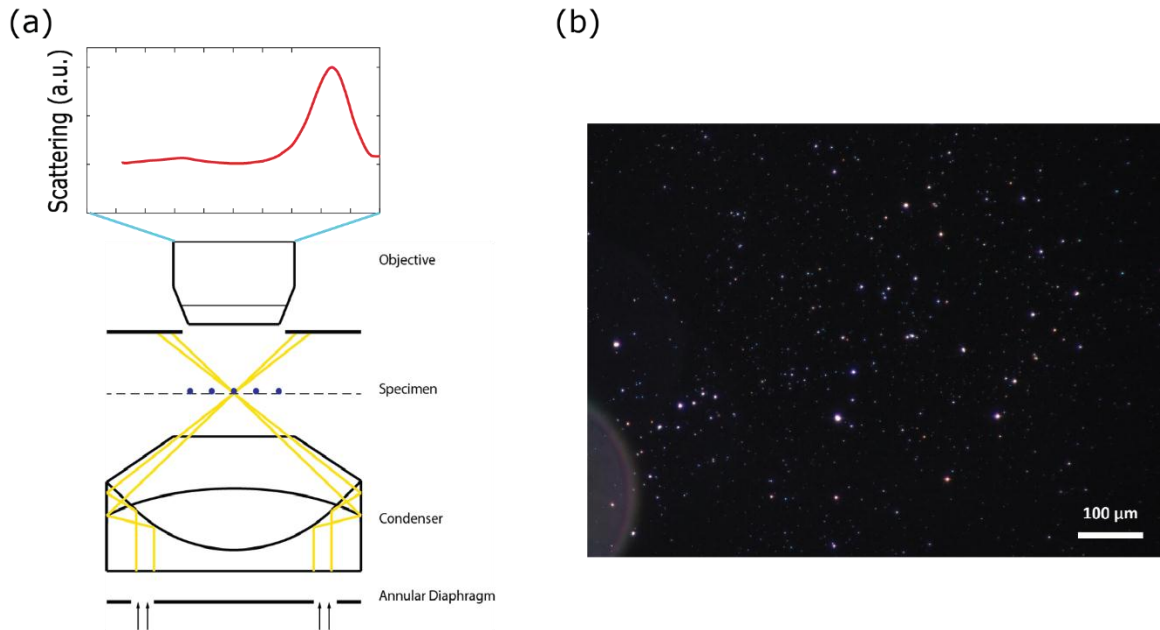 (a)
Scattering (a.u.)
Objective
Specimen
Condenser
Annular Diaphragm
(b)
100 µm